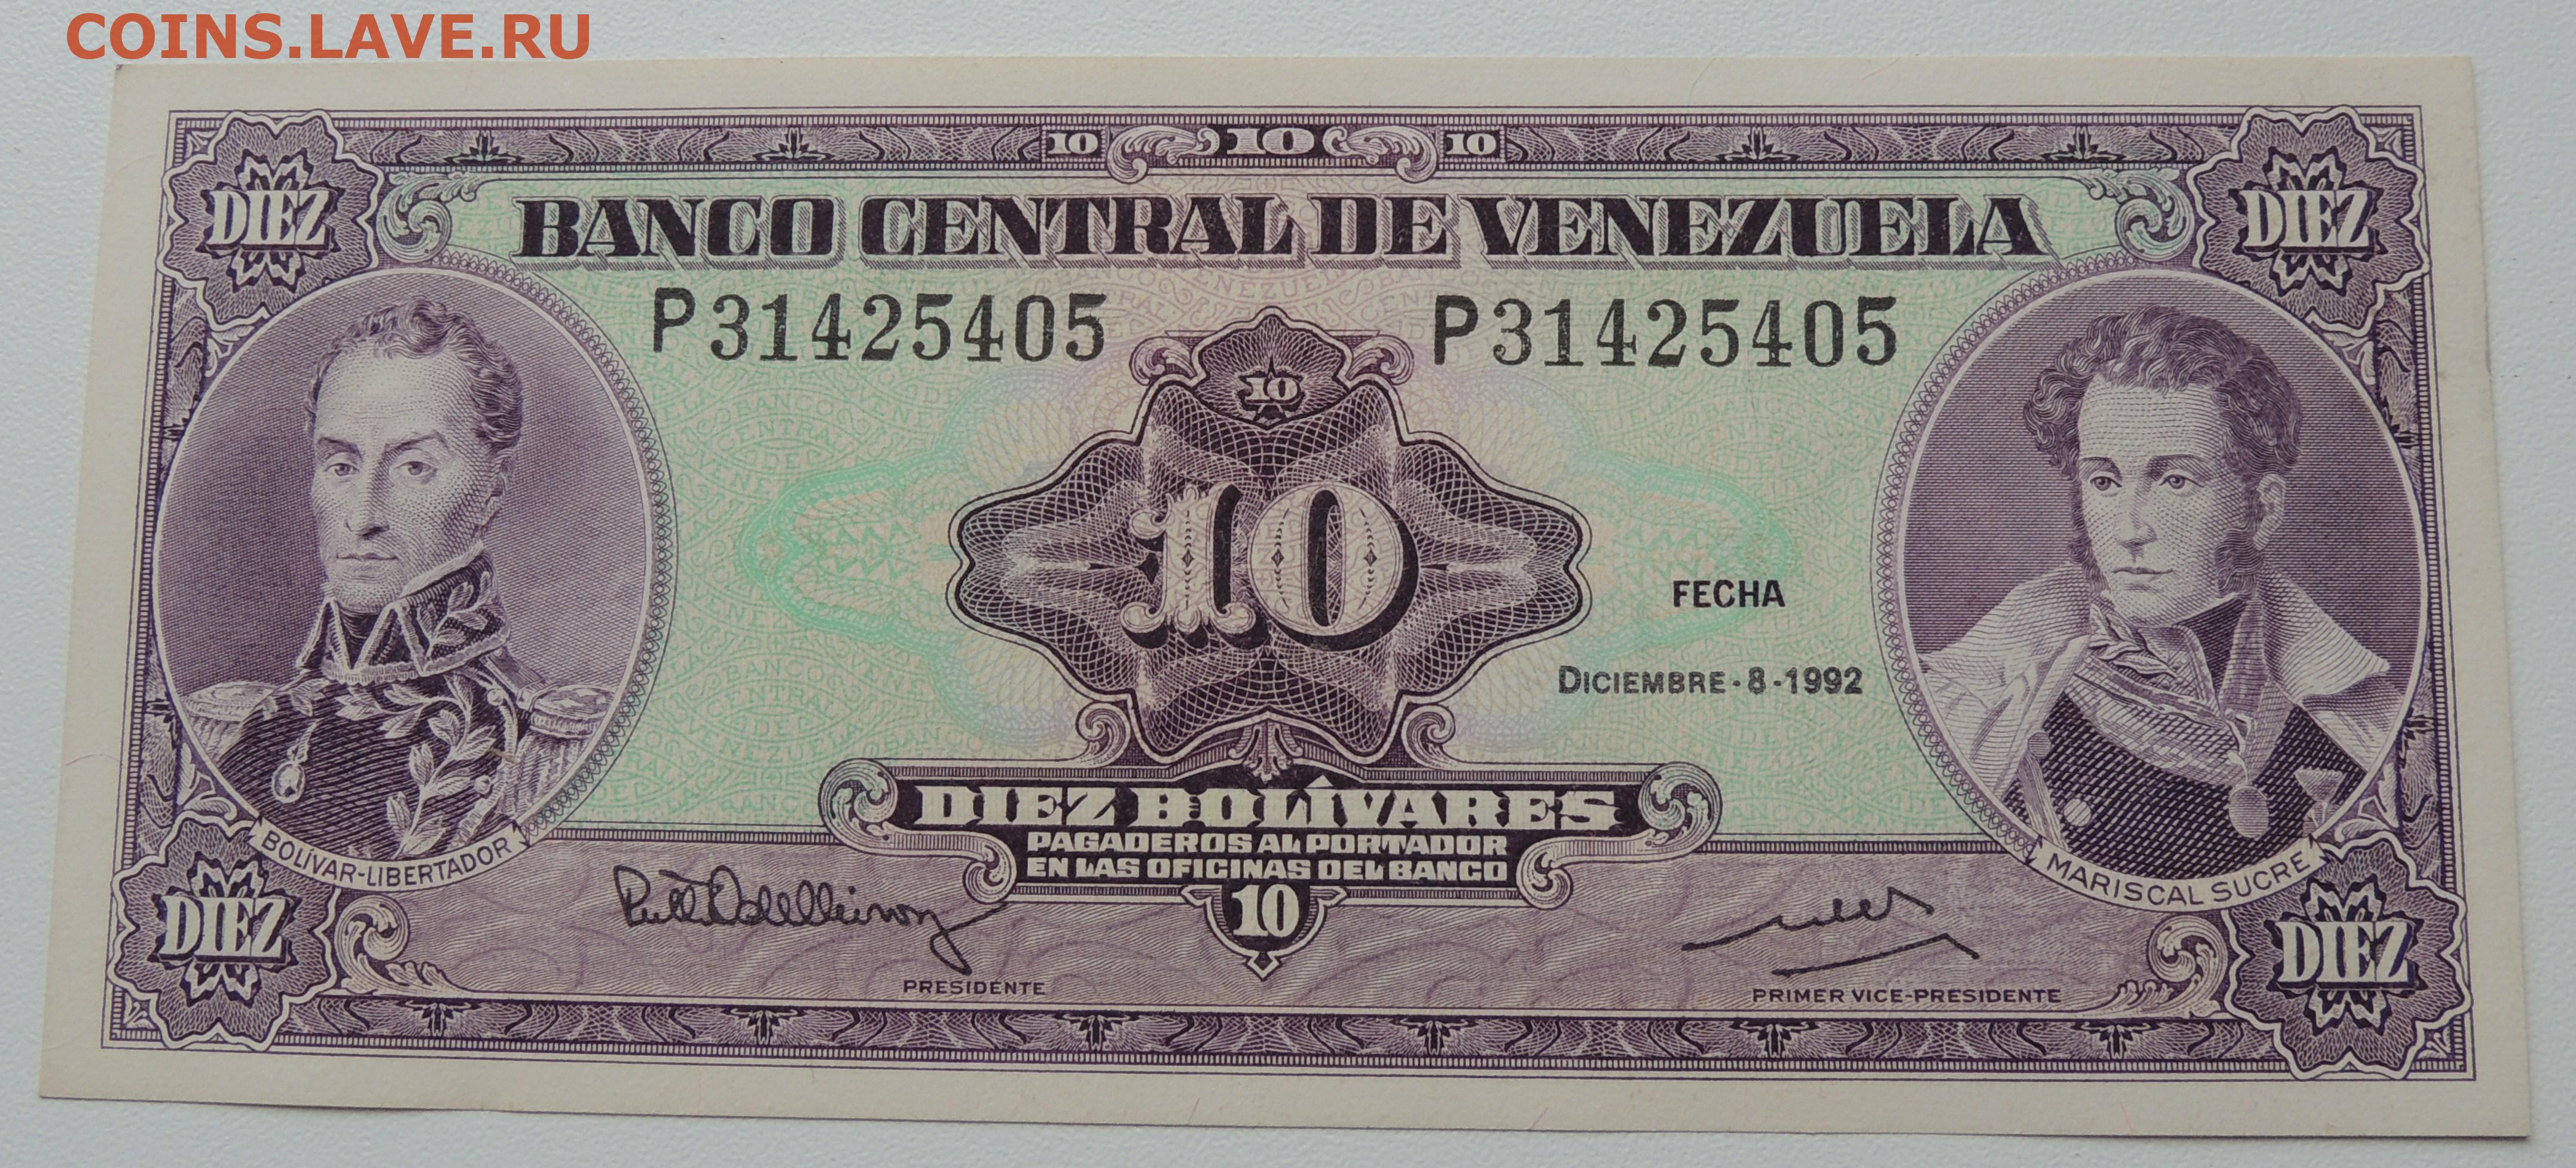 COINS.LAVE.RU
10 10 10
DIEZ DIEZ
BANCO CENTRAL DE VENEZUELA
P31425405 P31425405
10
10
FECHA
DICIEMBRE-8-1992
DIEZ BOLÍVARES
PAGADEROS AL PORTADOR
EN LAS OFICINAS DEL BANCO
BOLÍVAR-LIBERTADOR MARISCAL SUCRE
DIEZ 10 DIEZ
PRESIDENTE PRIMER VICE-PRESIDENTE